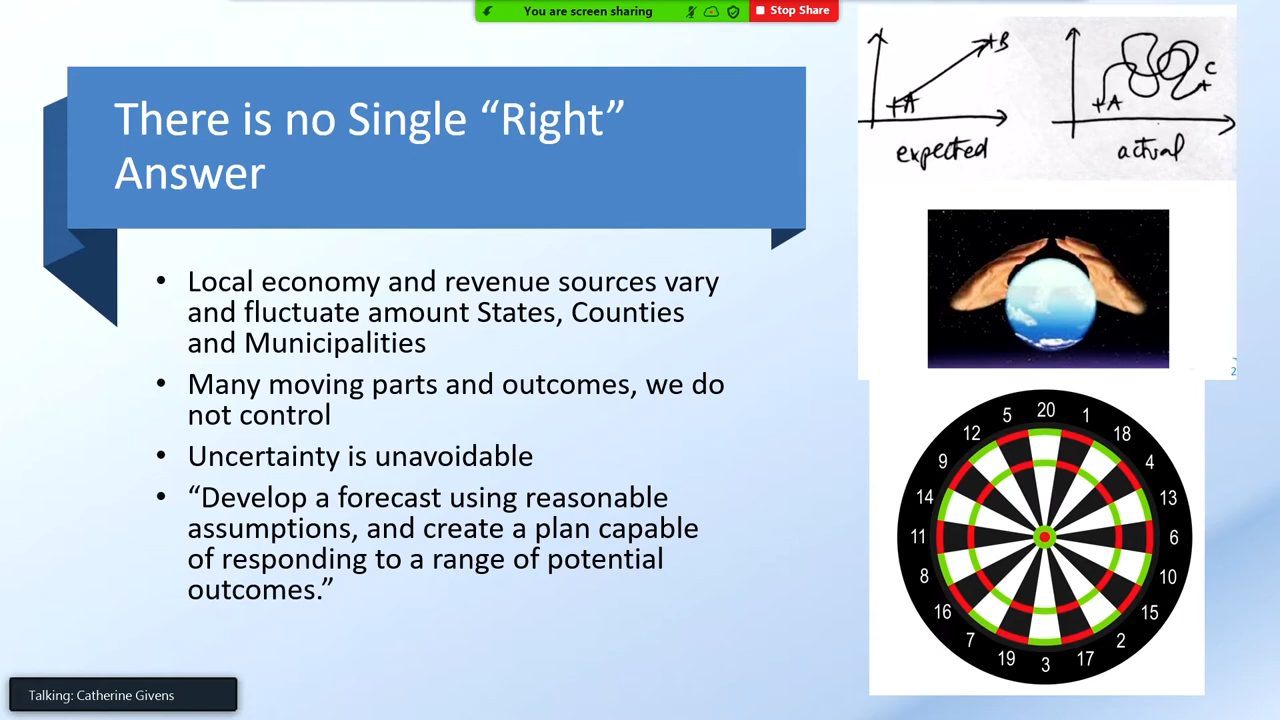 You are screen sharing
Stop Share
There is no Single “Right”
Answer
• Local economy and revenue sources vary
and fluctuate amount States, Counties
and Municipalities
• Many moving parts and outcomes, we do
not control
• Uncertainty is unavoidable
• “Develop a forecast using reasonable
assumptions, and create a plan capable
of responding to a range of potential
outcomes.”
A
B
expected
A
C
actual
2
20
1
18
4
13
6
10
15
2
17
3
19
7
16
8
11
14
9
12
5
Talking: Catherine Givens